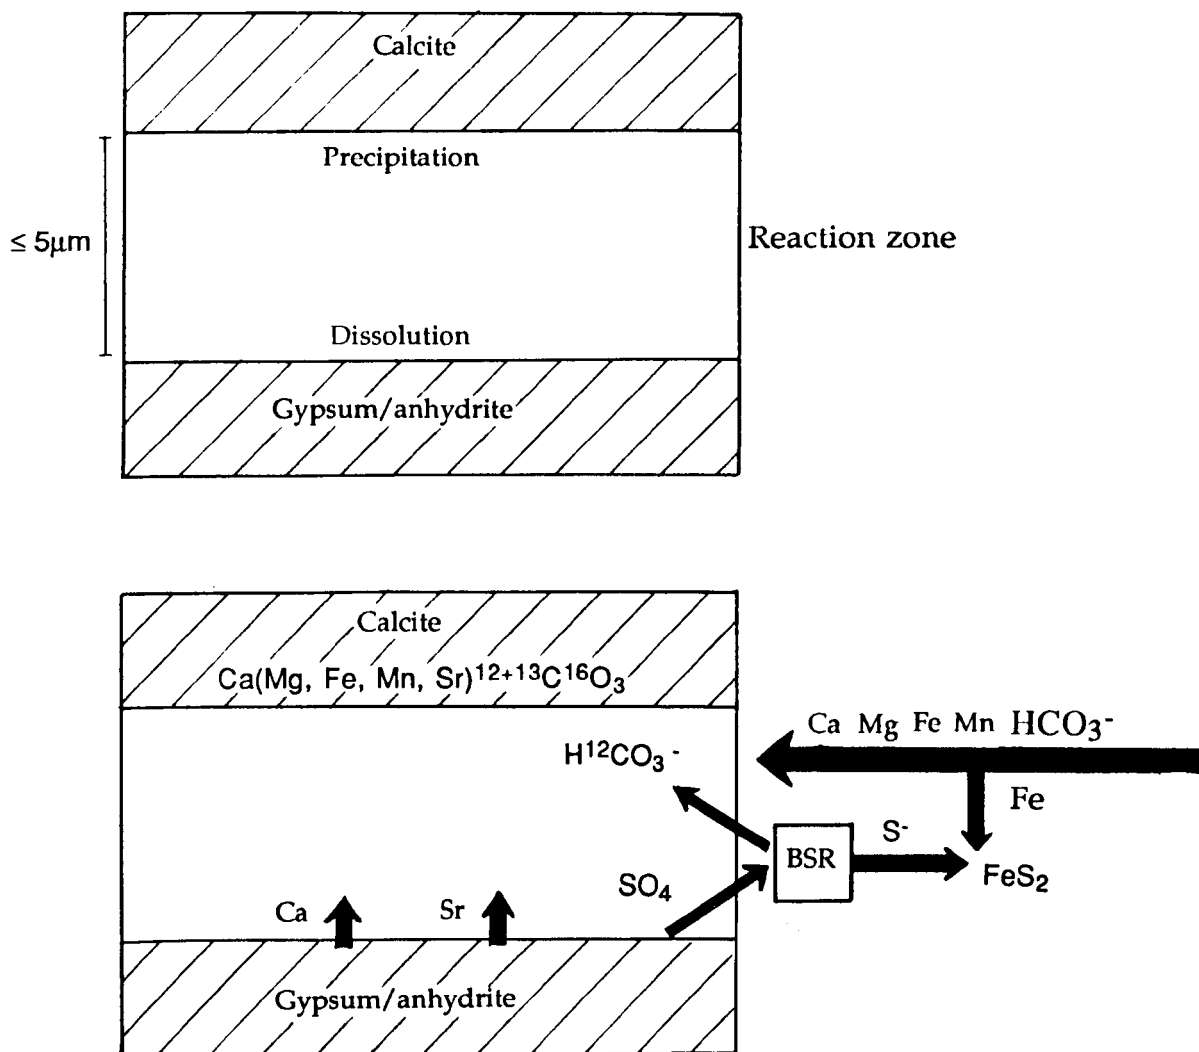 Calcite
Precipitation
≤ 5μm
Reaction zone
Dissolution
Gypsum/anhydrite
Calcite
Ca(Mg, Fe, Mn, Sr)¹²⁺¹³C¹⁶O₃
Ca Mg Fe Mn HCO₃⁻
H¹²CO₃⁻
Fe
S⁻
BSR
FeS₂
SO₄
Ca
Sr
Gypsum/anhydrite